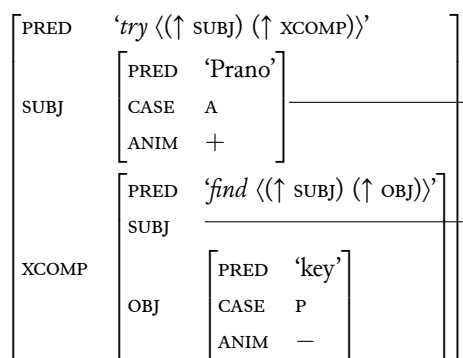 PRED ‘try ⟨(↑ SUBJ) (↑ XCOMP)⟩’
PRED ‘Prano’
SUBJ CASE A
ANIM +
PRED ‘find ⟨(↑ SUBJ) (↑ OBJ)⟩’
SUBJ
XCOMP PRED ‘key’
OBJ CASE P
ANIM −